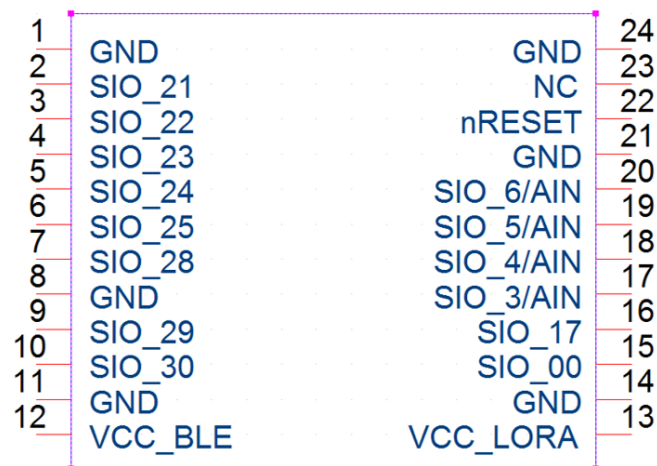 1 GND GND 24
2 SIO_21 NC 23
3 SIO_22 nRESET 22
4 SIO_23 GND 21
5 SIO_24 SIO_6/AIN 20
6 SIO_25 SIO_5/AIN 19
7 SIO_28 SIO_4/AIN 18
8 GND SIO_3/AIN 17
9 SIO_29 SIO_17 16
10 SIO_30 SIO_00 15
11 GND GND 14
12 VCC_BLE VCC_LORA 13